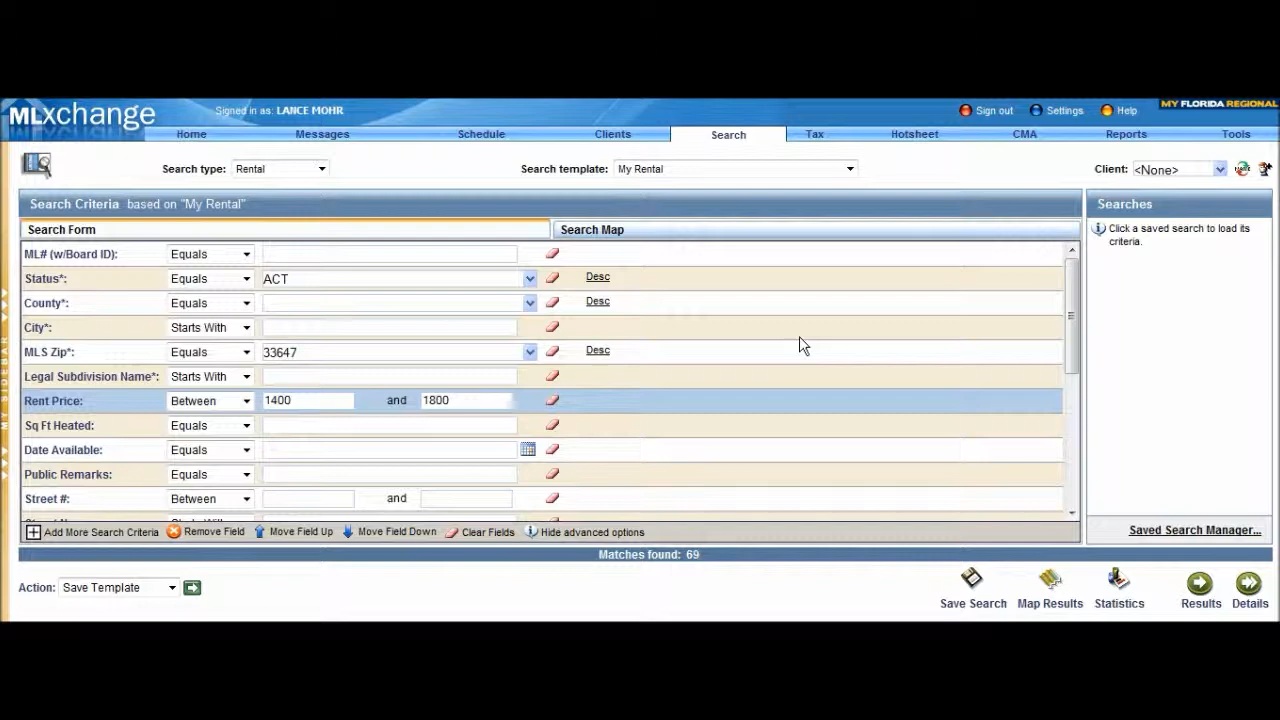 MLxchange Signed in as: LANCE MOHR Sign out Settings Help MY FLORIDA REGIONAL
Home Messages Schedule Clients Search Tax Hotsheet CMA Reports Tools
Search type: Rental Search template: My Rental Client: <None>
Search Criteria based on "My Rental" Searches
Search Form Search Map
Click a saved search to load its
criteria.
ML# (w/Board ID): Equals
Status*: Equals ACT Desc
County*: Equals Desc
City*: Starts With
MLS Zip*: Equals 33647 Desc
Legal Subdivision Name*: Starts With
Rent Price: Between 1400 and 1800
Sq Ft Heated: Equals
Date Available: Equals
Public Remarks: Equals
Street #: Between and
Add More Search Criteria Remove Field Move Field Up Move Field Down Clear Fields Hide advanced options Saved Search Manager...
Matches found: 69
Action: Save Template Save Search Map Results Statistics Results Details
MY SIDEBAR